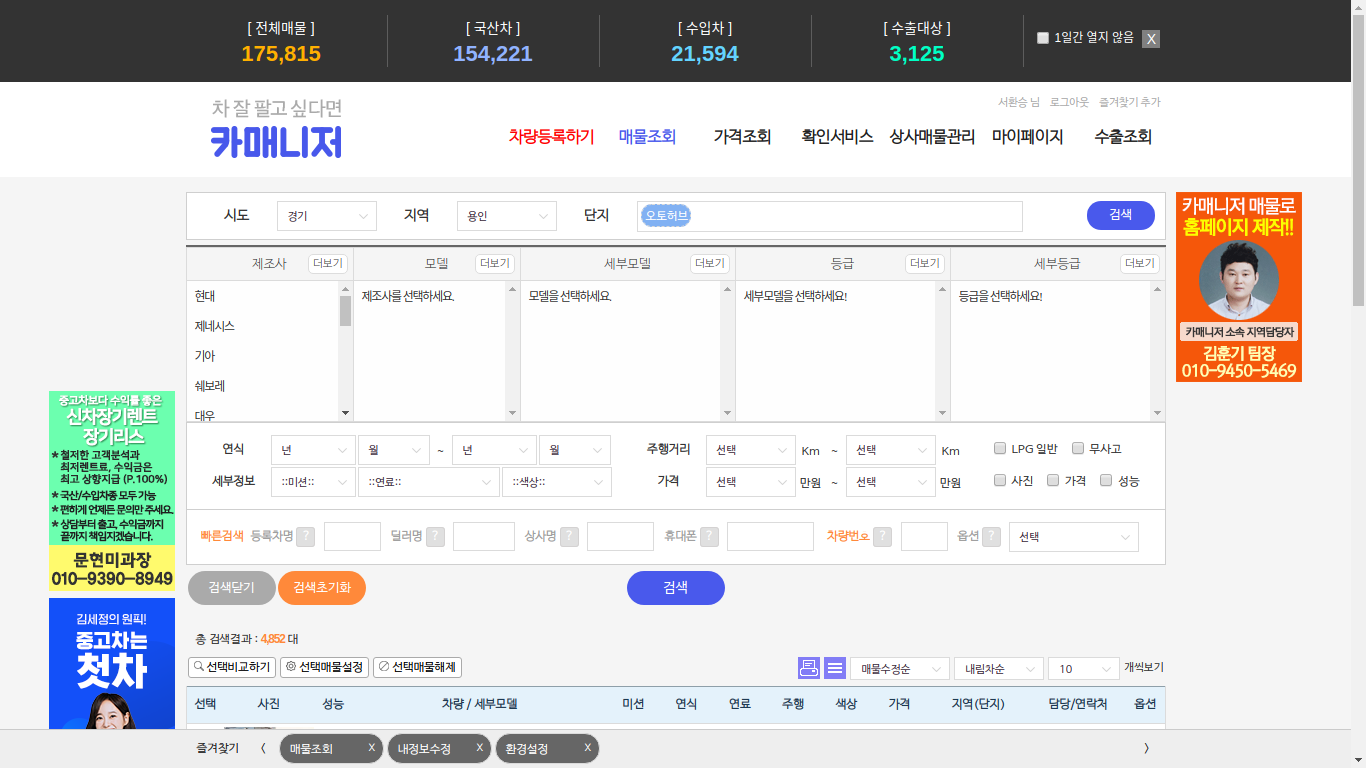 [ 전체매물 ] [ 국산차 ] [ 수입차 ] [ 수출대상 ]
175,815 154,221 21,594 3,125
1일간 열지 않음 X
서환승 님 로그아웃 즐겨찾기 추가
차 잘 팔고 싶다면
카매니저
차량등록하기 매물조회 가격조회 확인서비스 상사매물관리 마이페이지 수출조회
시도 경기 지역 용인 단지 오토허브 검색
제조사 더보기 모델 더보기 세부모델 더보기 등급 더보기 세부등급 더보기
현대 제조사를 선택하세요. 모델을 선택하세요. 세부모델을 선택하세요! 등급을 선택하세요!
제네시스
기아
쉐보레
대우
연식 년 월 ~ 년 월 주행거리 선택 Km ~ 선택 Km LPG 일반 무사고
세부정보 ::미션:: ::연료:: ::색상:: 가격 선택 만원 ~ 선택 만원 사진 가격 성능
빠른검색 등록차명 ? 딜러명 ? 상사명 ? 휴대폰 ? 차량번호 ? 옵션 ? 선택
검색닫기 검색초기화 검색
총 검색결과 : 4,852 대
선택비교하기 선택매물설정 선택매물해제 매물수정순 내림차순 10 개씩보기
선택 사진 성능 차량 / 세부모델 미션 연식 연료 주행 색상 가격 지역(단지) 담당/연락처 옵션
카매니저 매물로
홈페이지 제작!!
카매니저 소속 지역담당자
김훈기 팀장
010-9450-5469
중고차보다 수익률 좋은
신차장기렌트
장기리스
* 철저한 고객분석과
최저렌트료, 수익금은
최고 상향지급 (P.100%)
* 국산/수입차종 모두 가능
* 편하게 언제든 문의만 주세요.
* 상담부터 출고, 수익금까지
끝까지 책임지겠습니다.
문현미과장
010-9390-8949
김세정의 원픽!
중고차는
첫차
즐겨찾기 〈 매물조회 X 내정보수정 X 환경설정 X 〉